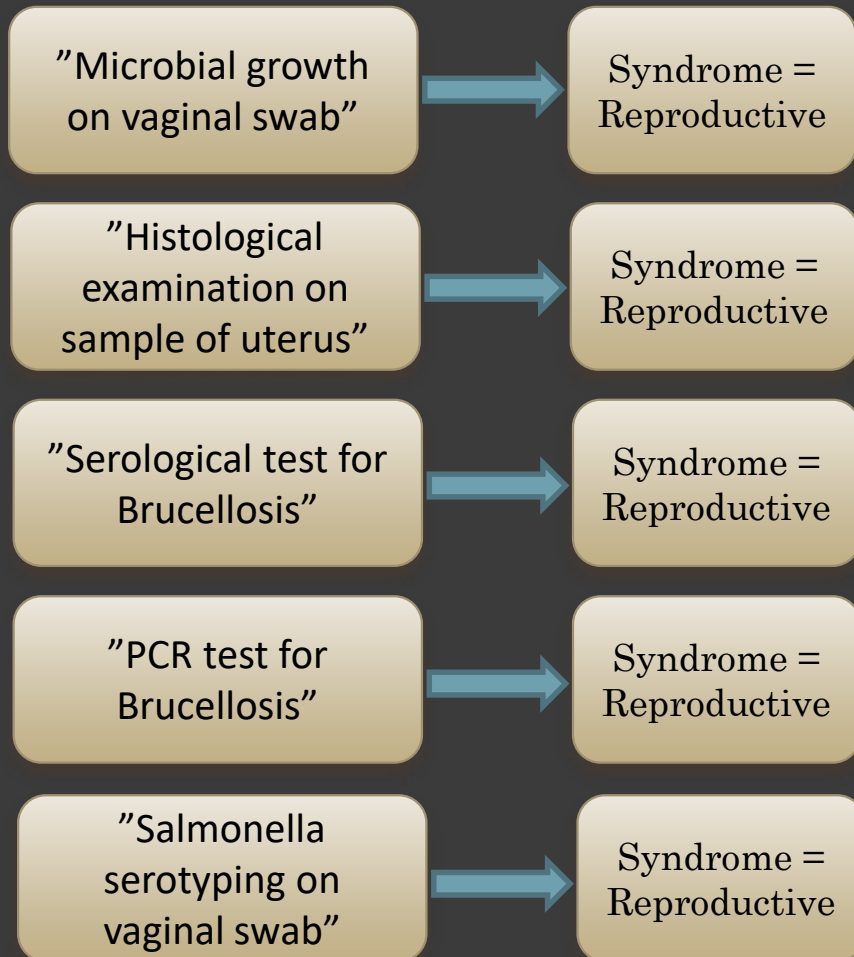 ”Microbial growth
on vaginal swab”
Syndrome =
Reproductive
”Histological
examination on
sample of uterus”
Syndrome =
Reproductive
”Serological test for
Brucellosis”
Syndrome =
Reproductive
”PCR test for
Brucellosis”
Syndrome =
Reproductive
”Salmonella
serotyping on
vaginal swab”
Syndrome =
Reproductive